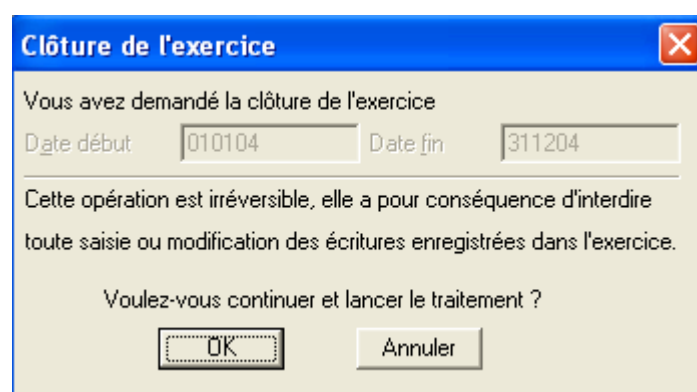 Clôture de l'exercice
Vous avez demandé la clôture de l'exercice
Date début 010104 Date fin 311204
Cette opération est irréversible, elle a pour conséquence d'interdire
toute saisie ou modification des écritures enregistrées dans l'exercice.
Voulez-vous continuer et lancer le traitement ?
OK Annuler